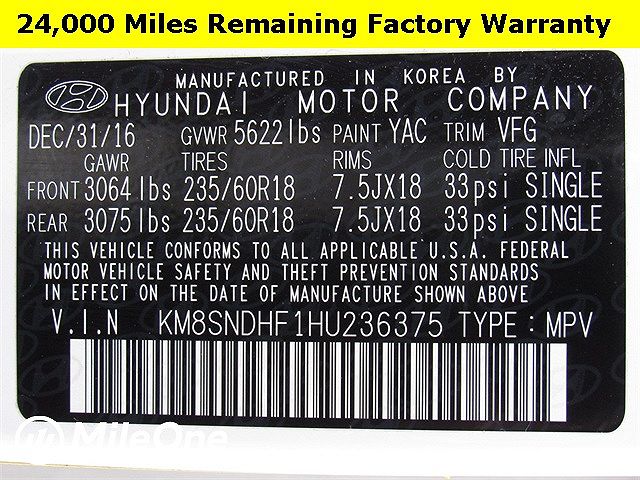 24,000 Miles Remaining Factory Warranty
MANUFACTURED IN KOREA BY
HYUNDAI MOTOR COMPANY
DEC/31/16 GVWR 5622lbs PAINT YAC TRIM VFG
GAWR TIRES RIMS COLD TIRE INFL
FRONT 3064lbs 235/60R18 7.5JX18 33psi SINGLE
REAR 3075lbs 235/60R18 7.5JX18 33psi SINGLE
THIS VEHICLE CONFORMS TO ALL APPLICABLE U.S.A. FEDERAL
MOTOR VEHICLE SAFETY AND THEFT PREVENTION STANDARDS
IN EFFECT ON THE DATE OF MANUFACTURE SHOWN ABOVE
V.I.N KM8SNDHF1HU236375 TYPE : MPV
MileOne